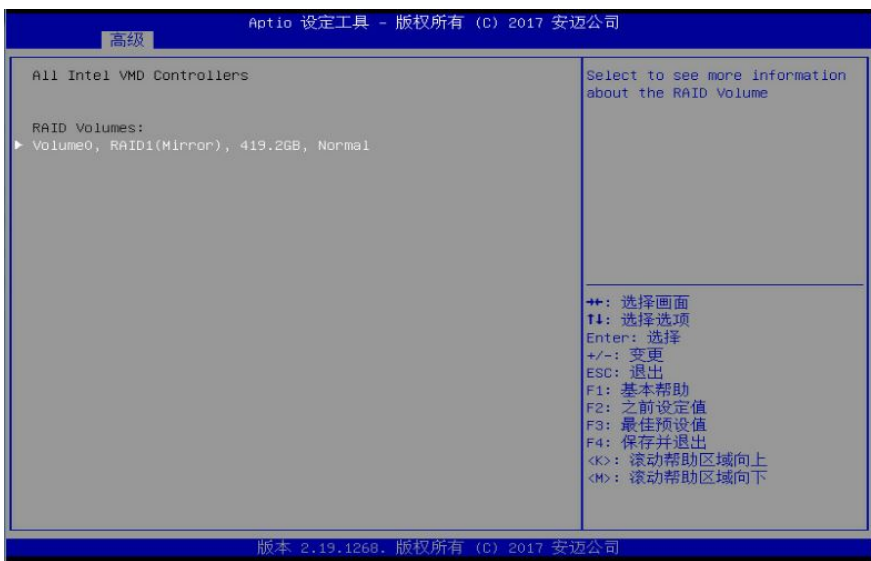 Aptio 设定工具 - 版权所有 (C) 2017 安迈公司
高级
All Intel VMD Controllers
RAID Volumes:
▶ Volume0, RAID1(Mirror), 419.2GB, Normal
Select to see more information
about the RAID Volume
→←: 选择画面
↑↓: 选择选项
Enter: 选择
+/-: 变更
ESC: 退出
F1: 基本帮助
F2: 之前设定值
F3: 最佳预设值
F4: 保存并退出
<K>: 滚动帮助区域向上
<M>: 滚动帮助区域向下
版本 2.19.1268. 版权所有 (C) 2017 安迈公司